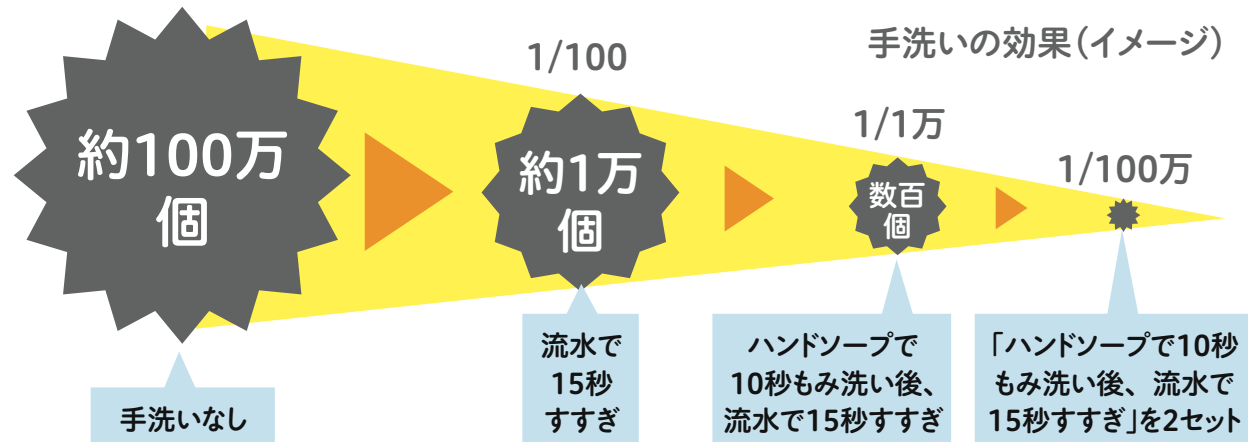 手洗いの効果（イメージ）
約100万
個
1/100
約1万
個
1/1万
数百
個
1/100万
手洗いなし
流水で
15秒
すすぎ
ハンドソープで
10秒もみ洗い後、
流水で15秒すすぎ
「ハンドソープで10秒
もみ洗い後、流水で
15秒すすぎ」を2セット